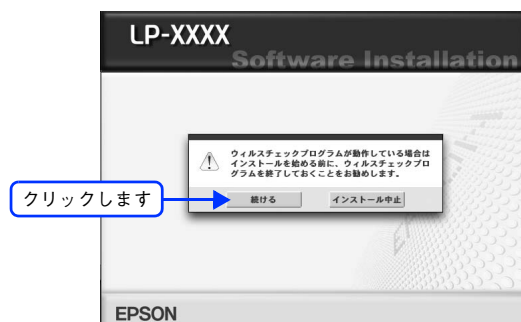 LP-XXXX
Software Installation
ウィルスチェックプログラムが動作している場合は
インストールを始める前に、ウィルスチェックプロ
グラムを終了しておくことをお勧めします。
クリックします
続ける
インストール中止
EPSON